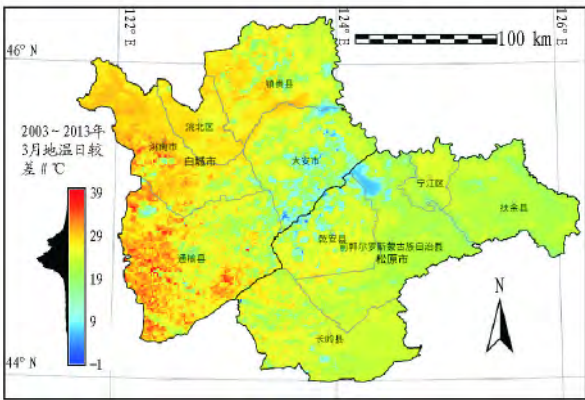 122° E
124° E
126° E
46° N
100 km
镇赉县
洮北区
2003~2013年
3月地温日较
差∥℃
洮南市
白城市
大安市
宁江区
扶余县
39
29
19
9
-1
乾安县
前郭尔罗斯蒙古族自治县
松原市
通榆县
N
长岭县
44° N